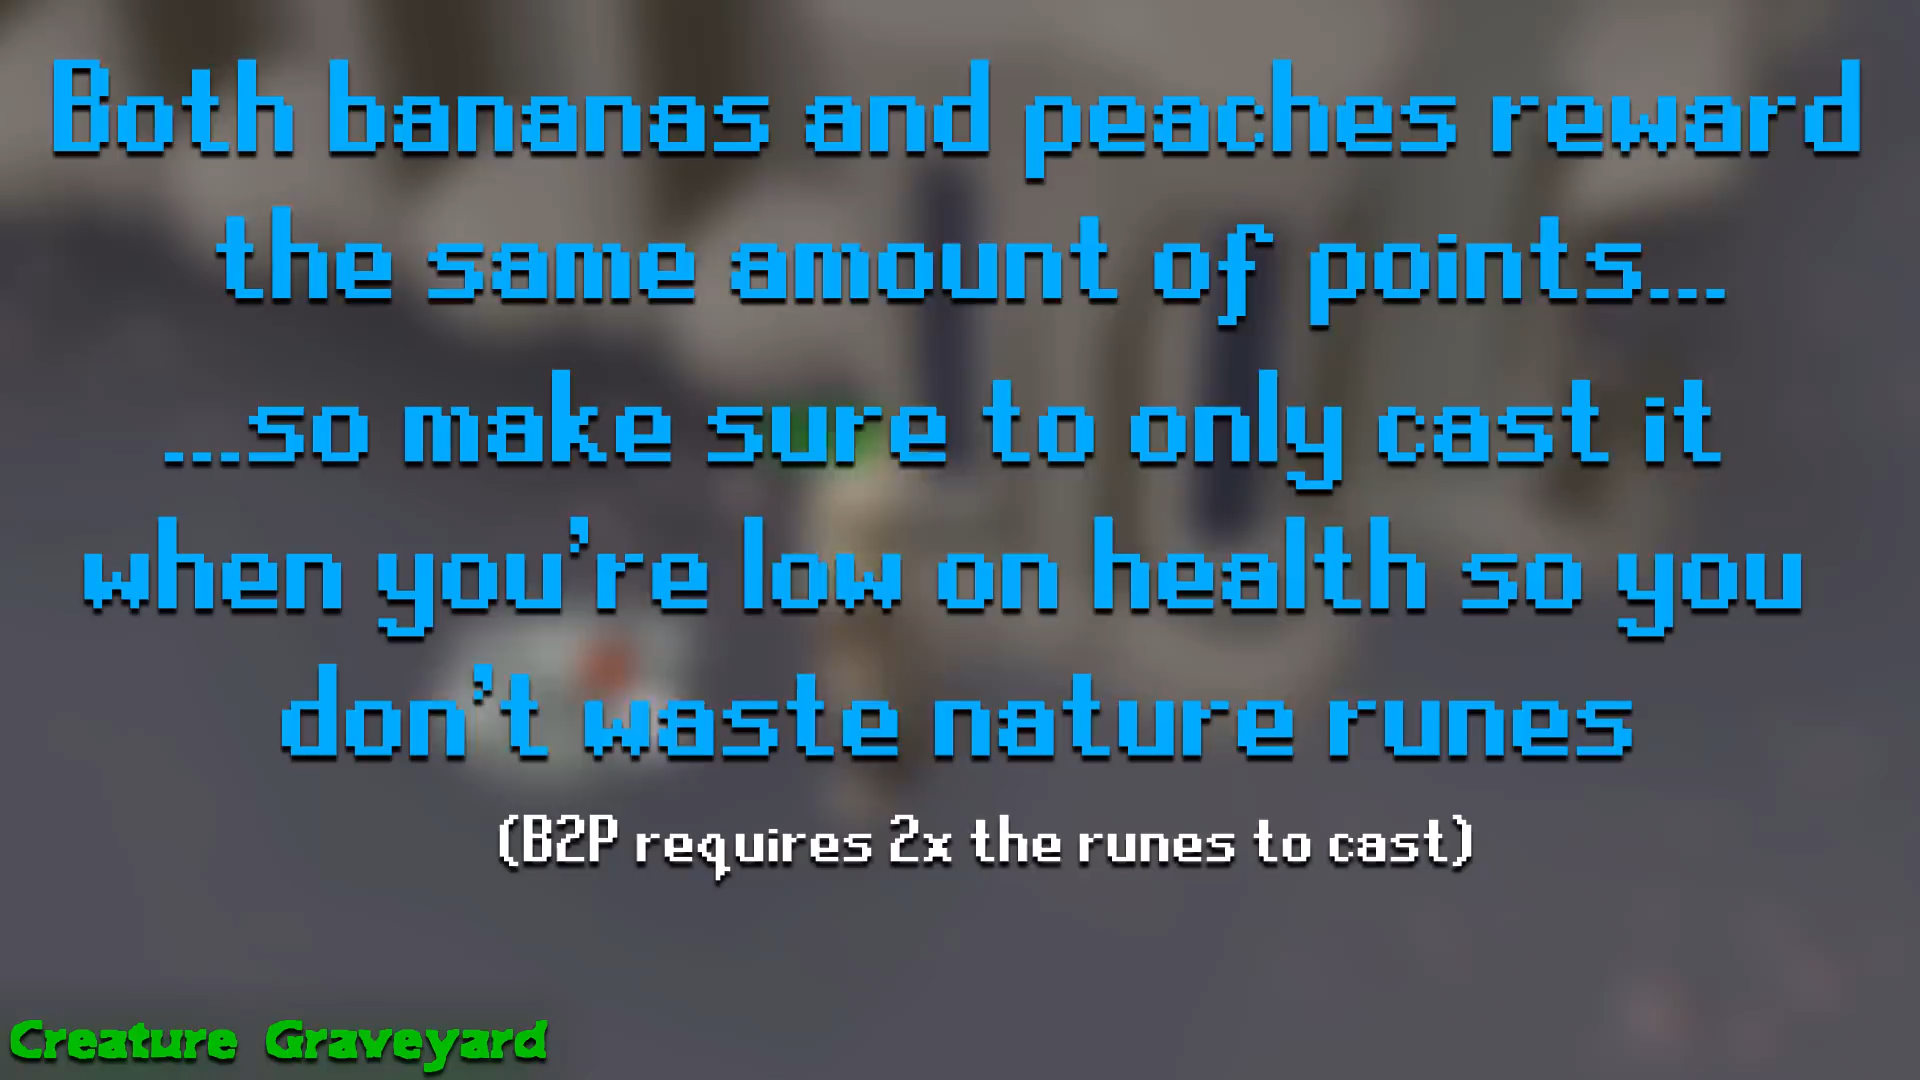 Both bananas and peaches reward
the same amount of points...
...so make sure to only cast it
when you're low on health so you
don't waste nature runes
(B2P requires 2x the runes to cast)
Creature Graveyard